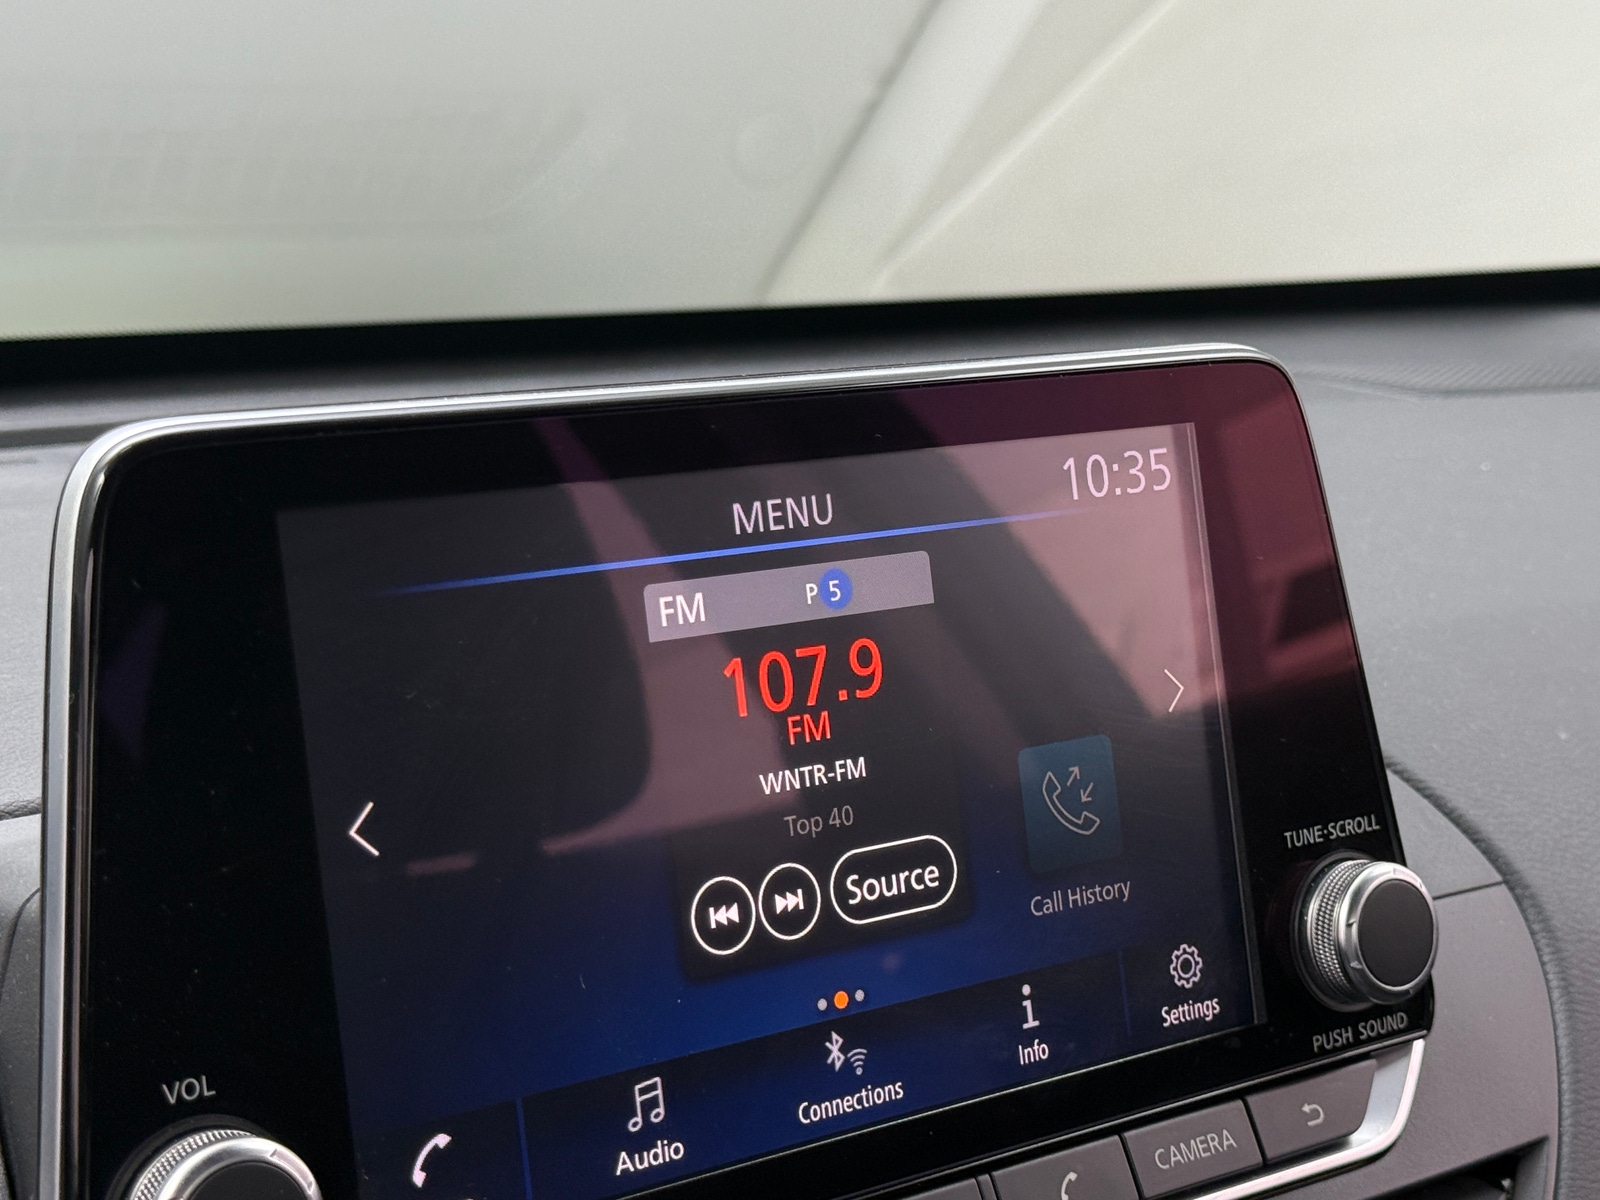 10:35
MENU
FM P 5
107.9
FM
WNTR-FM
Top 40
Source
Call History
TUNE·SCROLL
PUSH SOUND
VOL
Audio
Connections
Info
Settings
CAMERA